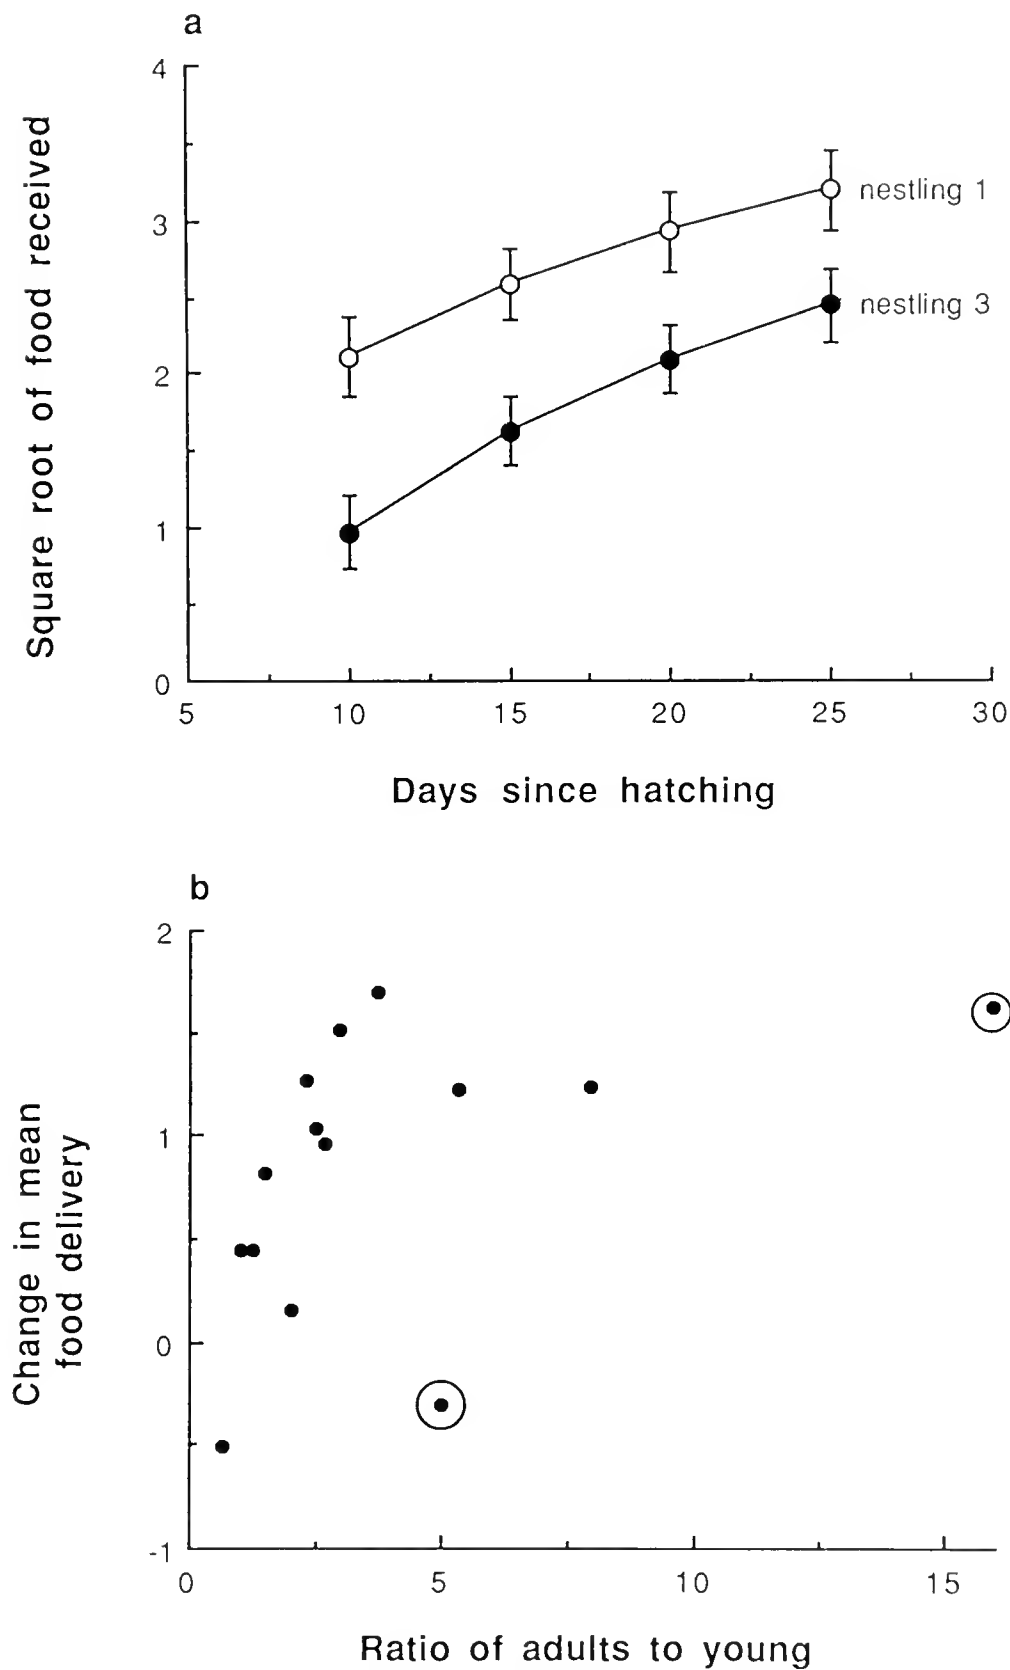 a
Square root of food received
4
3
2
1
0
nestling 1
nestling 3
5 10 15 20 25 30
Days since hatching
b
Change in mean
food delivery
2
1
0
-1
0 5 10 15
Ratio of adults to young